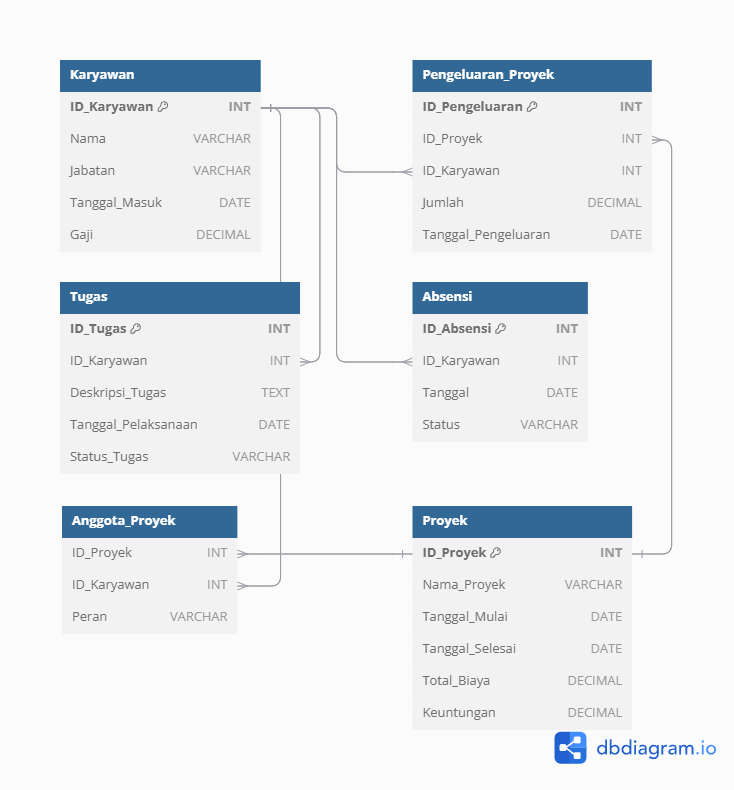 Karyawan
ID_Karyawan INT
Nama VARCHAR
Jabatan VARCHAR
Tanggal_Masuk DATE
Gaji DECIMAL
Pengeluaran_Proyek
ID_Pengeluaran INT
ID_Proyek INT
ID_Karyawan INT
Jumlah DECIMAL
Tanggal_Pengeluaran DATE
Tugas
ID_Tugas INT
ID_Karyawan INT
Deskripsi_Tugas TEXT
Tanggal_Pelaksanaan DATE
Status_Tugas VARCHAR
Absensi
ID_Absensi INT
ID_Karyawan INT
Tanggal DATE
Status VARCHAR
Anggota_Proyek
ID_Proyek INT
ID_Karyawan INT
Peran VARCHAR
Proyek
ID_Proyek INT
Nama_Proyek VARCHAR
Tanggal_Mulai DATE
Tanggal_Selesai DATE
Total_Biaya DECIMAL
Keuntungan DECIMAL
dbdiagram.io